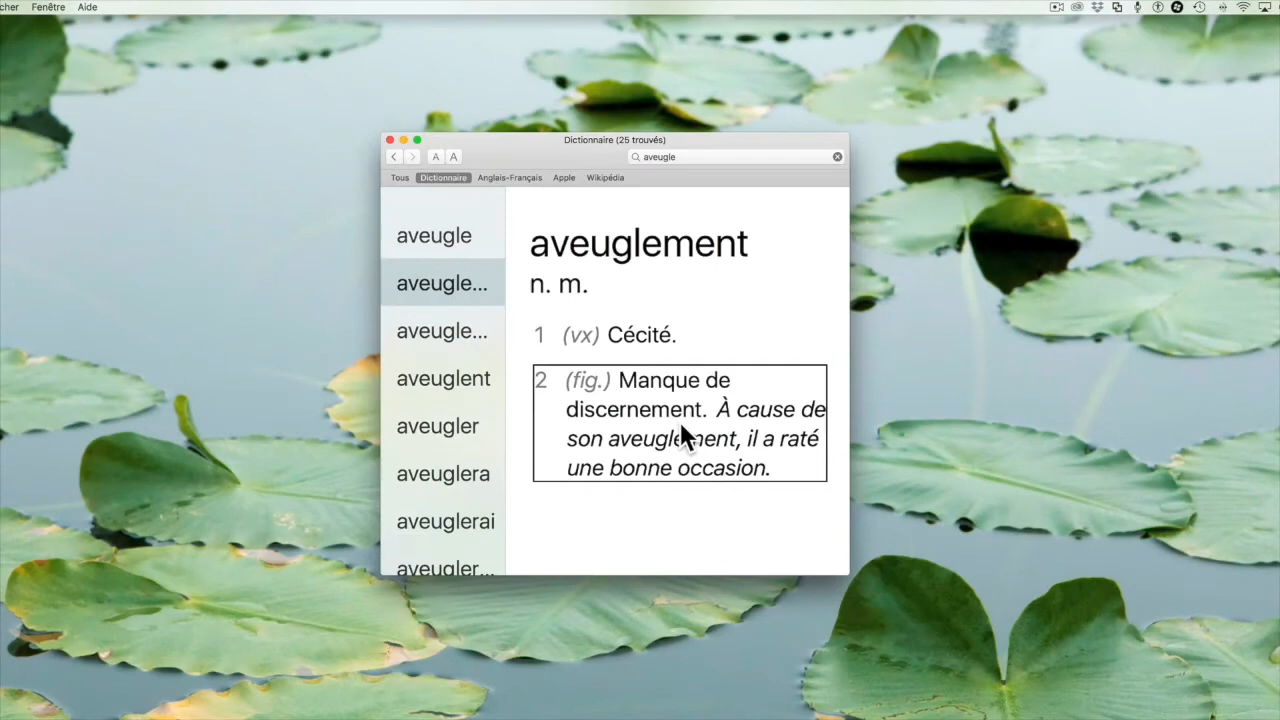 cher Fenêtre Aide
Dictionnaire (25 trouvés)
A A aveugle
Tous Dictionnaire Anglais-Français Apple Wikipédia
aveugle
aveugle...
aveugle...
aveuglent
aveugler
aveuglera
aveuglerai
aveugler...
aveuglement
n. m.
1 (vx) Cécité.
2 (fig.) Manque de
discernement. À cause de
son aveuglement, il a raté
une bonne occasion.